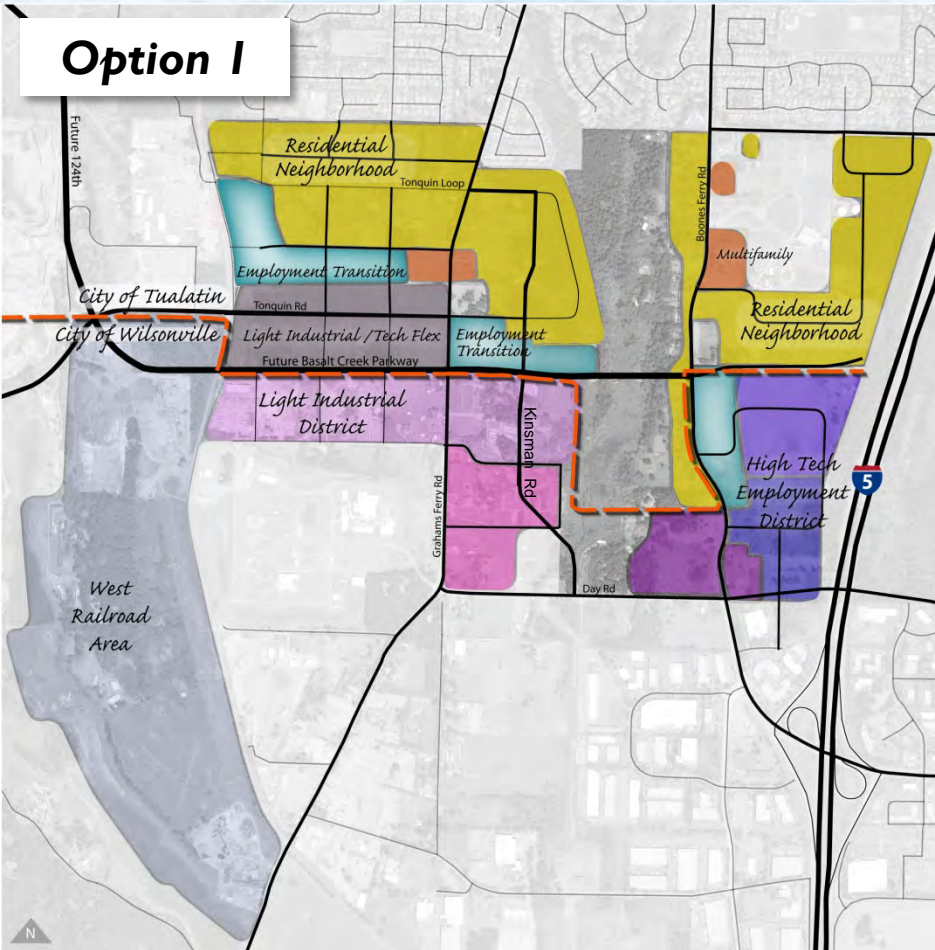 Option 1
Future 124th
Residential
Neighborhood
Tonquin Loop
Boones Ferry Rd
Multifamily
Employment Transition
City of Tualatin
Tonquin Rd
Residential
Neighborhood
City of Wilsonville
Light Industrial /Tech Flex
Employment
Transition
Future Basalt Creek Parkway
Light Industrial
District
Kinsman Rd
High Tech
Employment
District
5
Grahams Ferry Rd
West
Railroad
Area
Day Rd
N